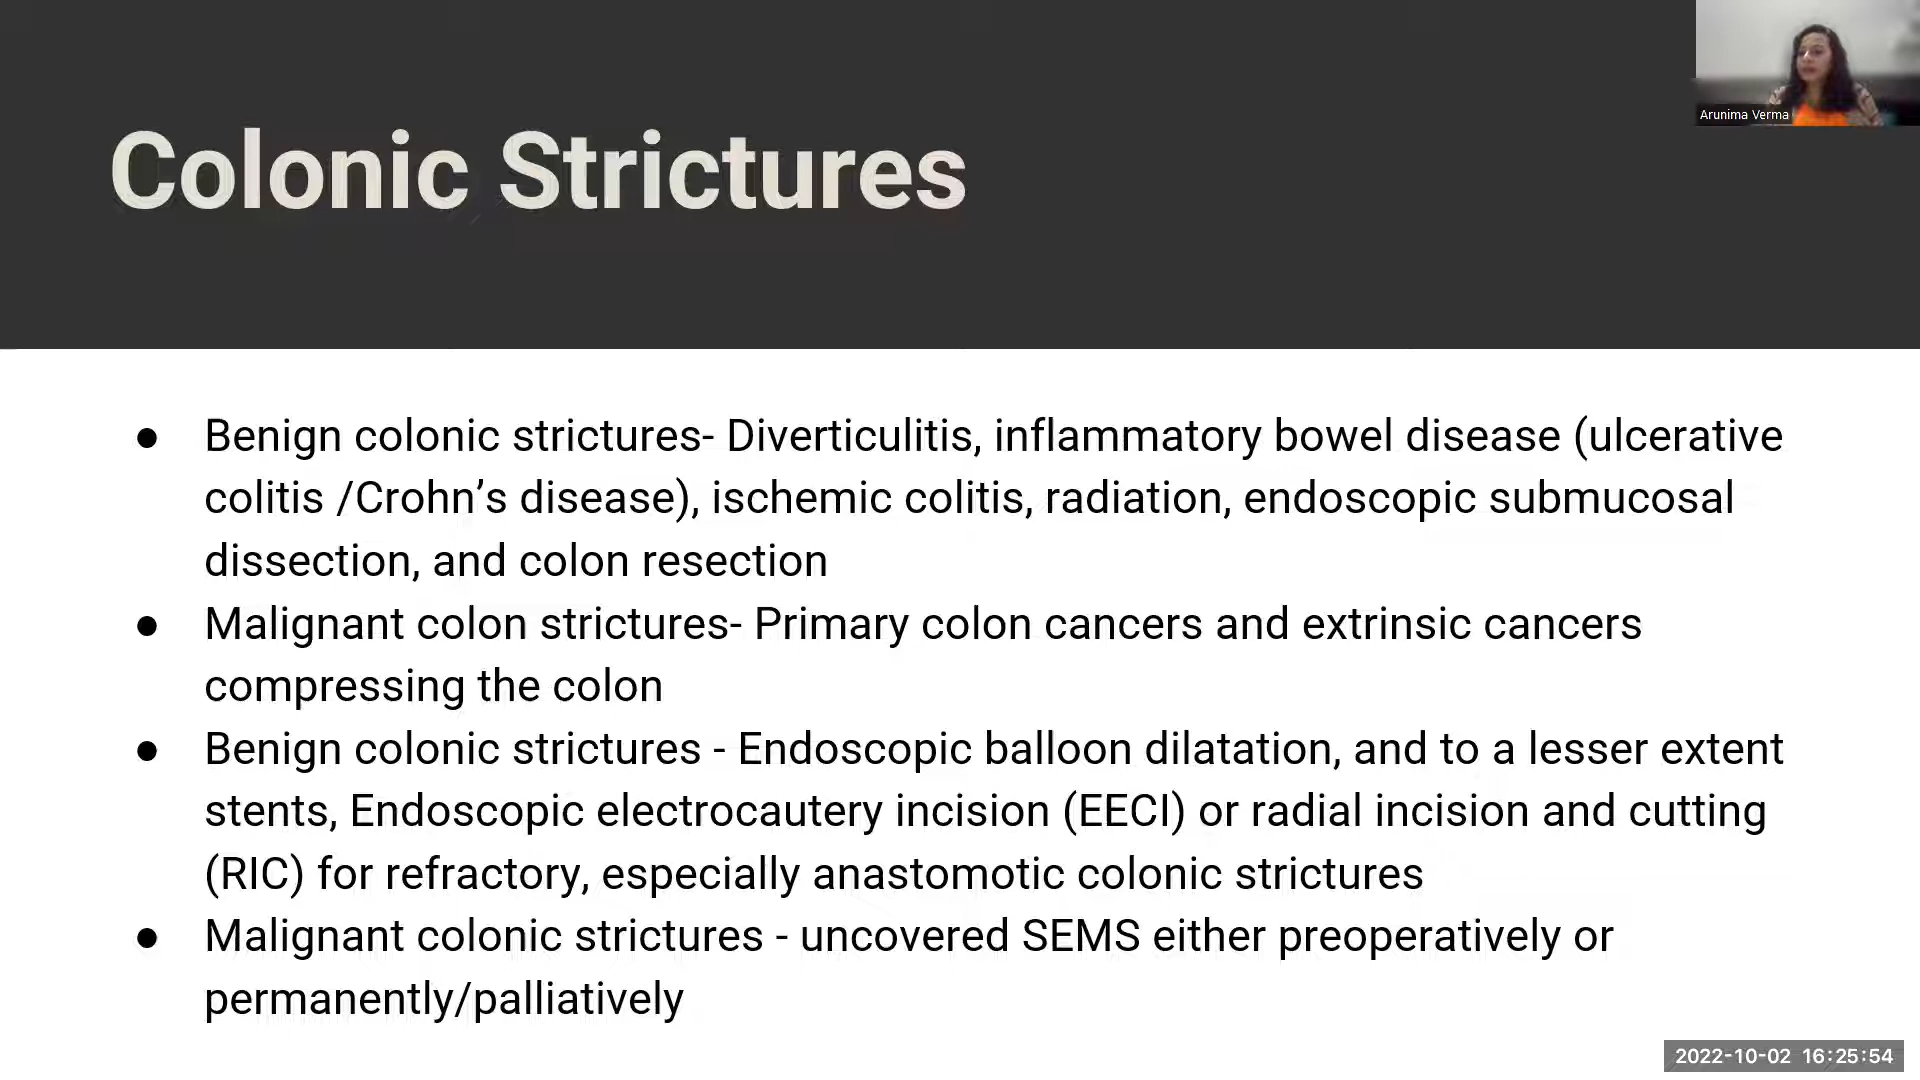 Arunima Verma
Colonic Strictures
● Benign colonic strictures- Diverticulitis, inflammatory bowel disease (ulcerative
colitis /Crohn’s disease), ischemic colitis, radiation, endoscopic submucosal
dissection, and colon resection
● Malignant colon strictures- Primary colon cancers and extrinsic cancers
compressing the colon
● Benign colonic strictures - Endoscopic balloon dilatation, and to a lesser extent
stents, Endoscopic electrocautery incision (EECI) or radial incision and cutting
(RIC) for refractory, especially anastomotic colonic strictures
● Malignant colonic strictures - uncovered SEMS either preoperatively or
permanently/palliatively
2022-10-02 16:25:54